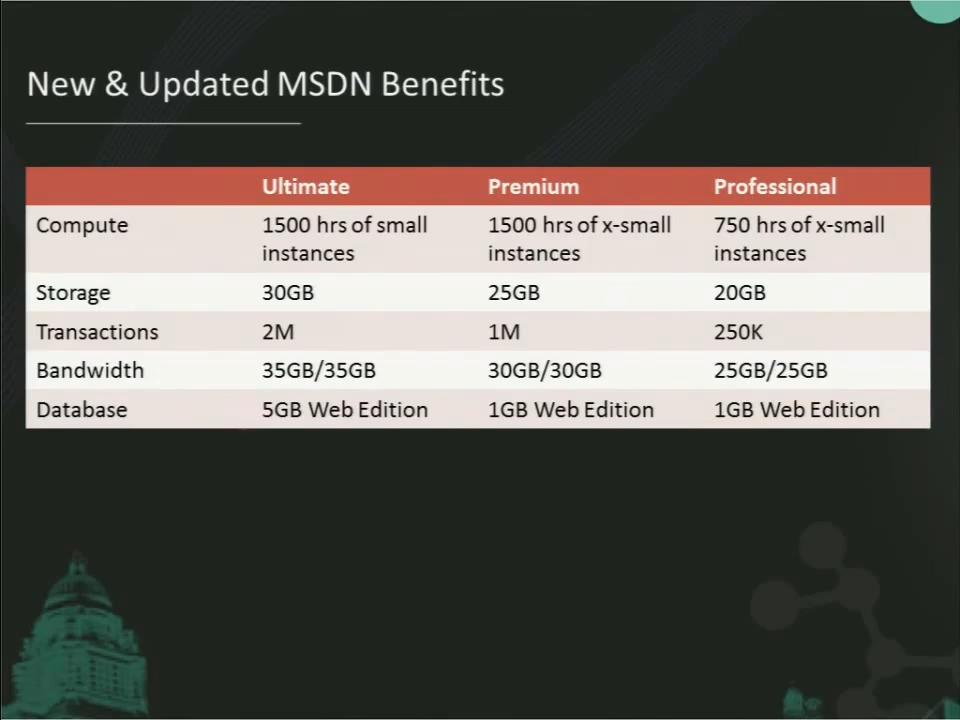 New & Updated MSDN Benefits
Ultimate Premium Professional
Compute 1500 hrs of small instances 1500 hrs of x-small instances 750 hrs of x-small instances
Storage 30GB 25GB 20GB
Transactions 2M 1M 250K
Bandwidth 35GB/35GB 30GB/30GB 25GB/25GB
Database 5GB Web Edition 1GB Web Edition 1GB Web Edition